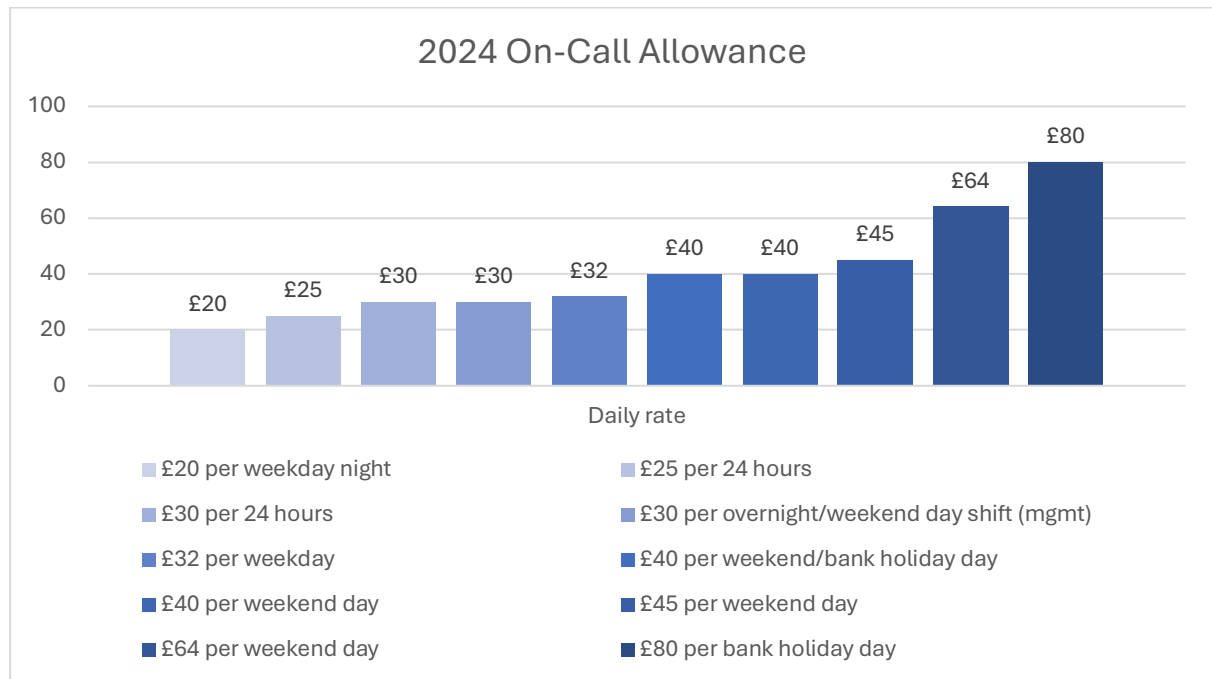 2024 On-Call Allowance
100
80
60
40
20
0
£20
£25
£30
£30
£32
£40
£40
£45
£64
£80
Daily rate
£20 per weekday night
£25 per 24 hours
£30 per 24 hours
£30 per overnight/weekend day shift (mgmt)
£32 per weekday
£40 per weekend/bank holiday day
£40 per weekend day
£45 per weekend day
£64 per weekend day
£80 per bank holiday day